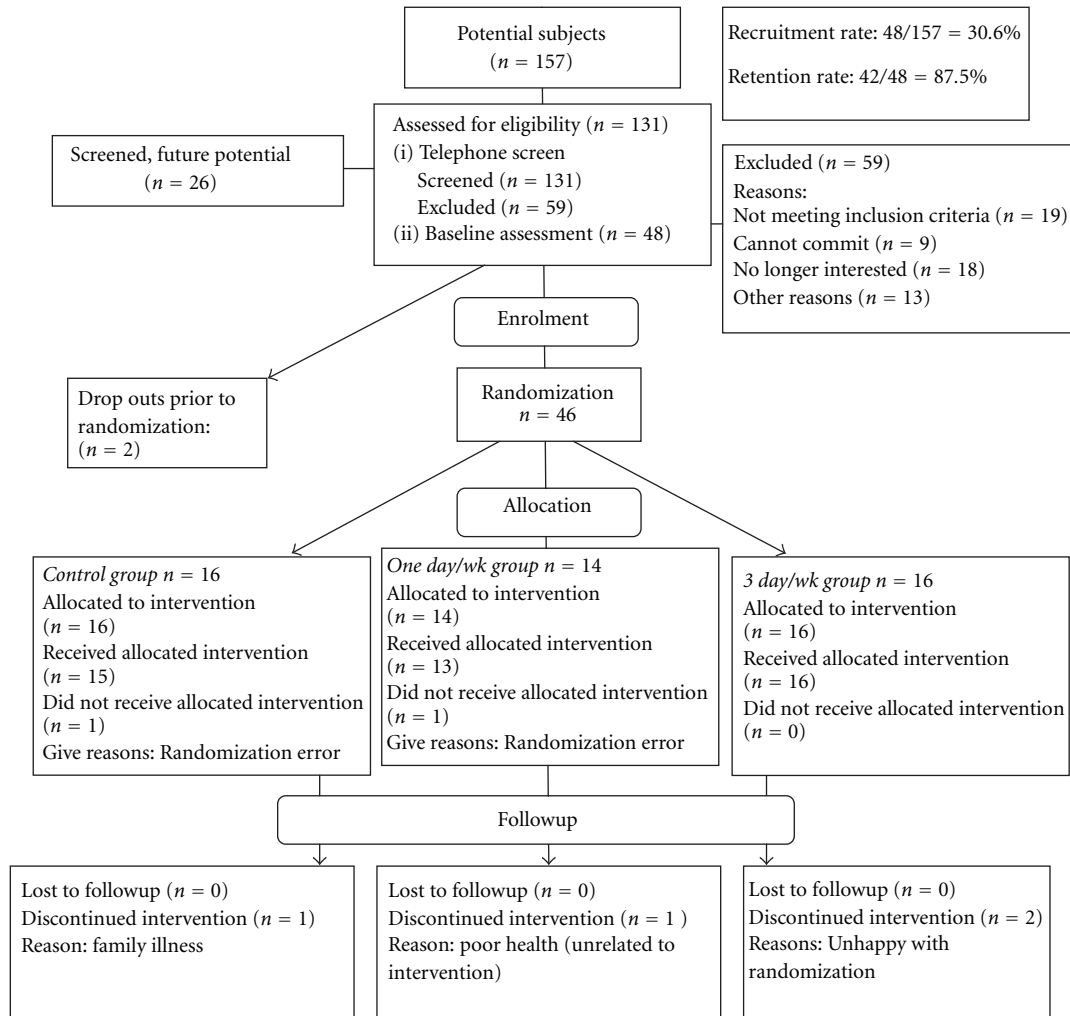 Potential subjects
(n = 157)
Recruitment rate: 48/157 = 30.6%
Retention rate: 42/48 = 87.5%
Assessed for eligibility (n = 131)
(i) Telephone screen
Screened (n = 131)
Excluded (n = 59)
(ii) Baseline assessment (n = 48)
Screened, future potential
(n = 26)
Excluded (n = 59)
Reasons:
Not meeting inclusion criteria (n = 19)
Cannot commit (n = 9)
No longer interested (n = 18)
Other reasons (n = 13)
Enrolment
Drop outs prior to
randomization:
(n = 2)
Randomization
n = 46
Allocation
Control group n = 16
Allocated to intervention
(n = 16)
Received allocated intervention
(n = 15)
Did not receive allocated intervention
(n = 1)
Give reasons: Randomization error
One day/wk group n = 14
Allocated to intervention
(n = 14)
Received allocated intervention
(n = 13)
Did not receive allocated intervention
(n = 1)
Give reasons: Randomization error
3 day/wk group n = 16
Allocated to intervention
(n = 16)
Received allocated intervention
(n = 16)
Did not receive allocated intervention
(n = 0)
Followup
Lost to followup (n = 0)
Discontinued intervention (n = 1)
Reason: family illness
Lost to followup (n = 0)
Discontinued intervention (n = 1 )
Reason: poor health (unrelated to
intervention)
Lost to followup (n = 0)
Discontinued intervention (n = 2)
Reasons: Unhappy with
randomization